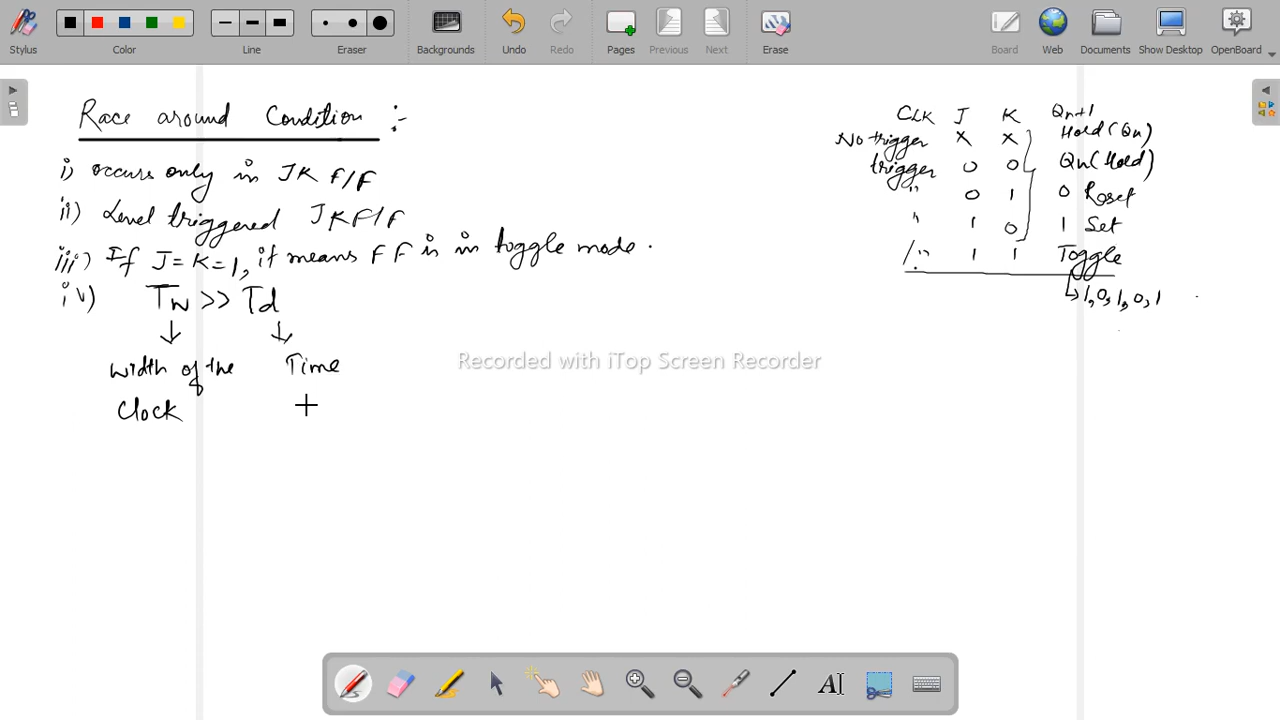 Stylus Color Line Eraser Backgrounds Undo Redo Pages Previous Next Erase Board Web Documents Show Desktop OpenBoard
Race around Condition :-
i) occurs only in JK F/F
ii) Level triggered JK F/F
iii) If J=K=1, it means FF is in toggle mode.
iv) Tw >> Td
width of the Time
Clock
CLK J K Qn+1
No trigger X X Hold (Qn)
trigger 0 0 Qn (Hold)
" 0 1 0 Reset
" 1 0 1 Set
" 1 1 Toggle
↳ 1, 0, 1, 0, 1
Recorded with iTop Screen Recorder
AI